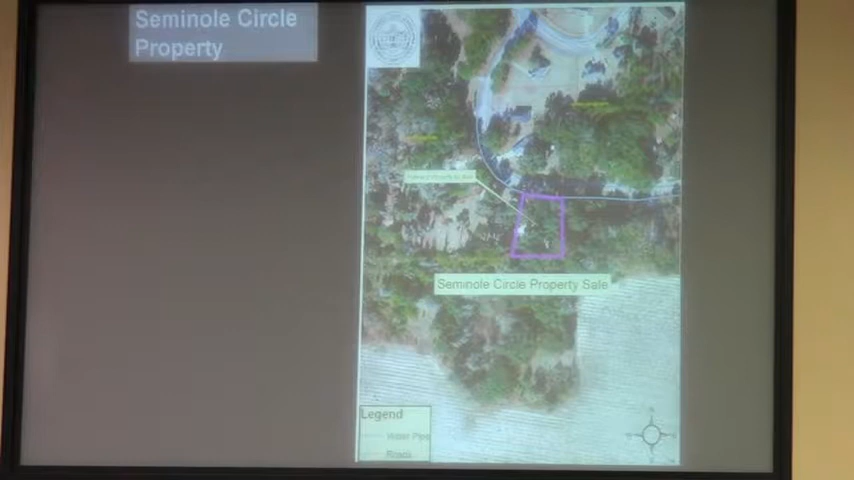 Seminole Circle
Property
Seminole Circle Property Sale
Legend
Water Pipe
Roads